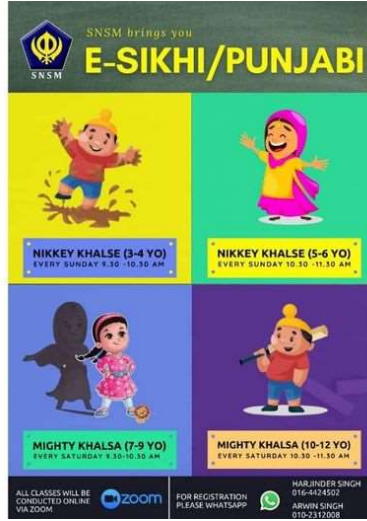 SNSM brings you
SNSM
E-SIKHI/PUNJABI
NIKKEY KHALSE (3-4 YO)
EVERY SUNDAY 9.30 -10.30 AM
NIKKEY KHALSE (5-6 YO)
EVERY SUNDAY 10.30 -11.30 AM
MIGHTY KHALSA (7-9 YO)
EVERY SATURDAY 9.30-10.30 AM
MIGHTY KHALSA (10-12 YO)
EVERY SATURDAY 10.30 -11.30 AM
ALL CLASSES WILL BE
CONDUCTED ONLINE
VIA ZOOM
zoom
FOR REGISTRATION
PLEASE WHATSAPP
HARJINDER SINGH
016-4424502
ARWIN SINGH
010-2312008